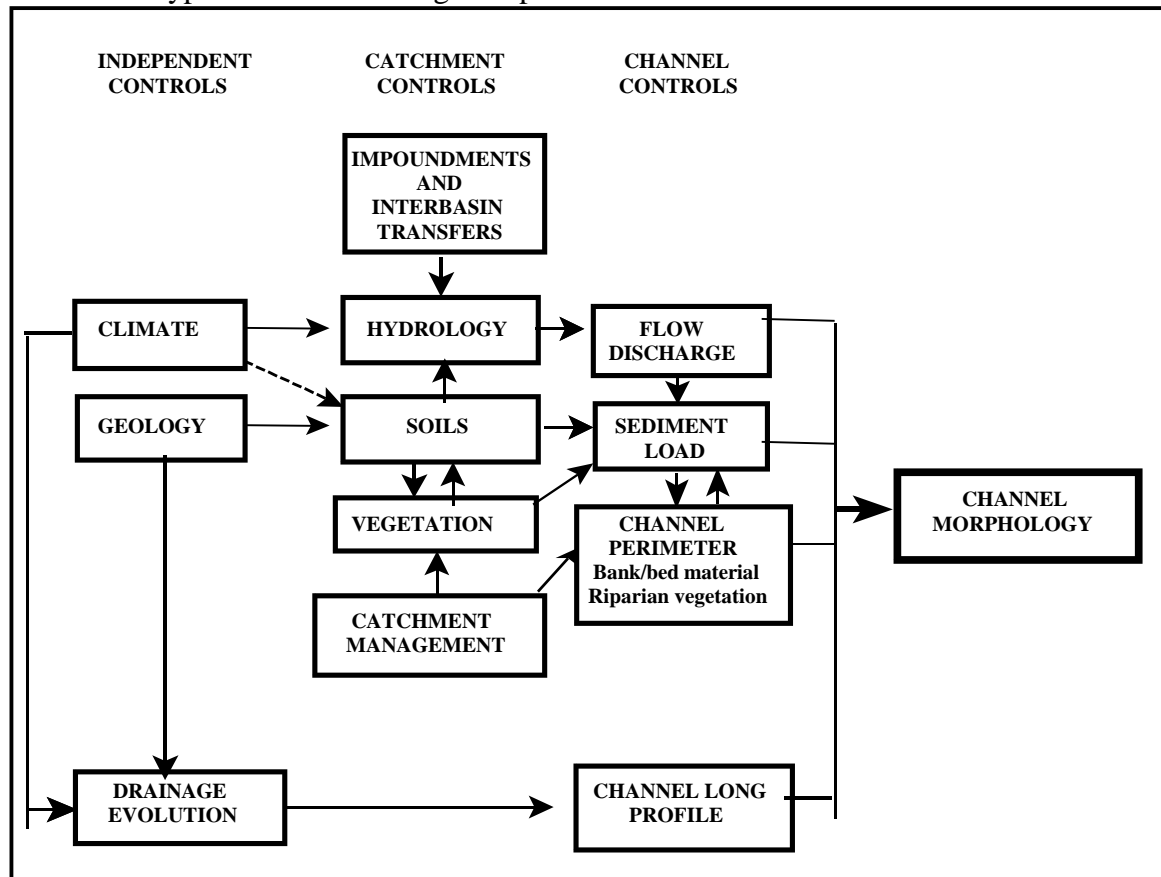 INDEPENDENT
CONTROLS
CATCHMENT
CONTROLS
CHANNEL
CONTROLS
IMPOUNDMENTS
AND
INTERBASIN
TRANSFERS
CLIMATE
HYDROLOGY
FLOW
DISCHARGE
GEOLOGY
SOILS
SEDIMENT
LOAD
CHANNEL
MORPHOLOGY
VEGETATION
CHANNEL
PERIMETER
Bank/bed material
Riparian vegetation
CATCHMENT
MANAGEMENT
DRAINAGE
EVOLUTION
CHANNEL LONG
PROFILE